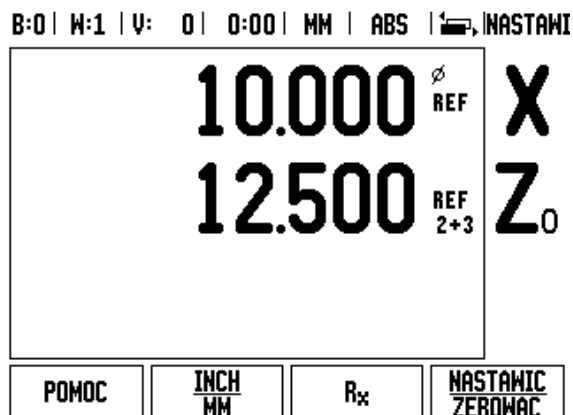 B:0 | W:1 | V: 0 | 0:00 | MM | ABS | NASTAWI
10.000 Ø REF X
12.500 REF 2+3 Z0
POMOC INCH MM Rx NASTAWIC ZEROWAC